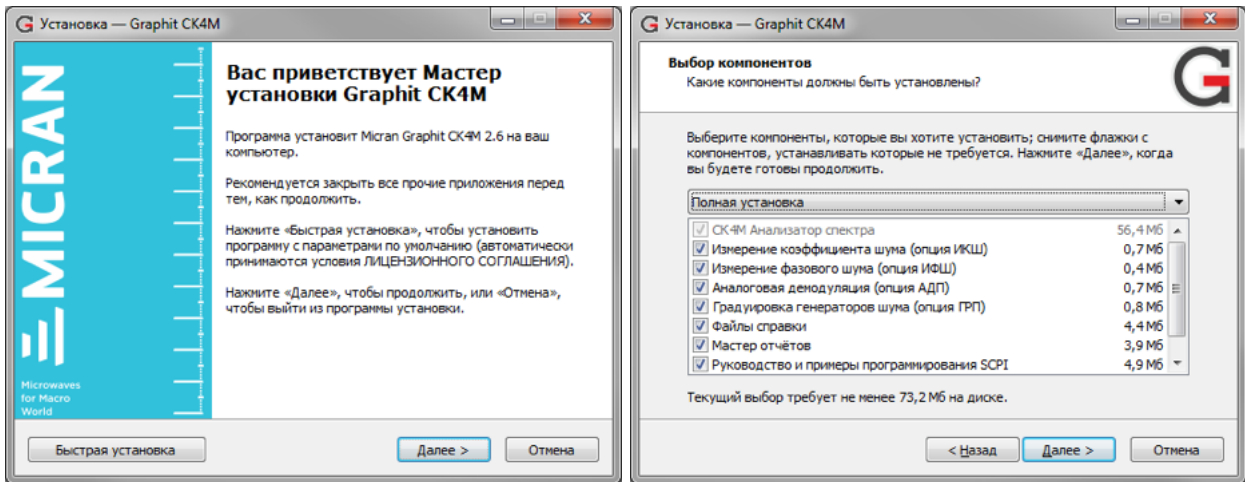 Установка — Graphit СК4М
MICRAN
Microwaves
for Macro
World
Вас приветствует Мастер
установки Graphit СК4М
Программа установит Micran Graphit СК4М 2.6 на ваш
компьютер.
Рекомендуется закрыть все прочие приложения перед
тем, как продолжить.
Нажмите «Быстрая установка», чтобы установить
программу с параметрами по умолчанию (автоматически
принимаются условия ЛИЦЕНЗИОННОГО СОГЛАШЕНИЯ).
Нажмите «Далее», чтобы продолжить, или «Отмена»,
чтобы выйти из программы установки.
Быстрая установка
Далее >
Отмена
Установка — Graphit СК4М
Выбор компонентов
Какие компоненты должны быть установлены?
Выберите компоненты, которые вы хотите установить; снимите флажки с
компонентов, устанавливать которые не требуется. Нажмите «Далее», когда
вы будете готовы продолжить.
Полная установка
СК4М Анализатор спектра 56,4 Мб
Измерение коэффициента шума (опция ИКШ) 0,7 Мб
Измерение фазового шума (опция ИФШ) 0,4 Мб
Аналоговая демодуляция (опция АДП) 0,7 Мб
Градуировка генераторов шума (опция ГРП) 0,8 Мб
Файлы справки 4,4 Мб
Мастер отчётов 3,9 Мб
Руководство и примеры программирования SCPI 4,9 Мб
Текущий выбор требует не менее 73,2 Мб на диске.
< Назад
Далее >
Отмена